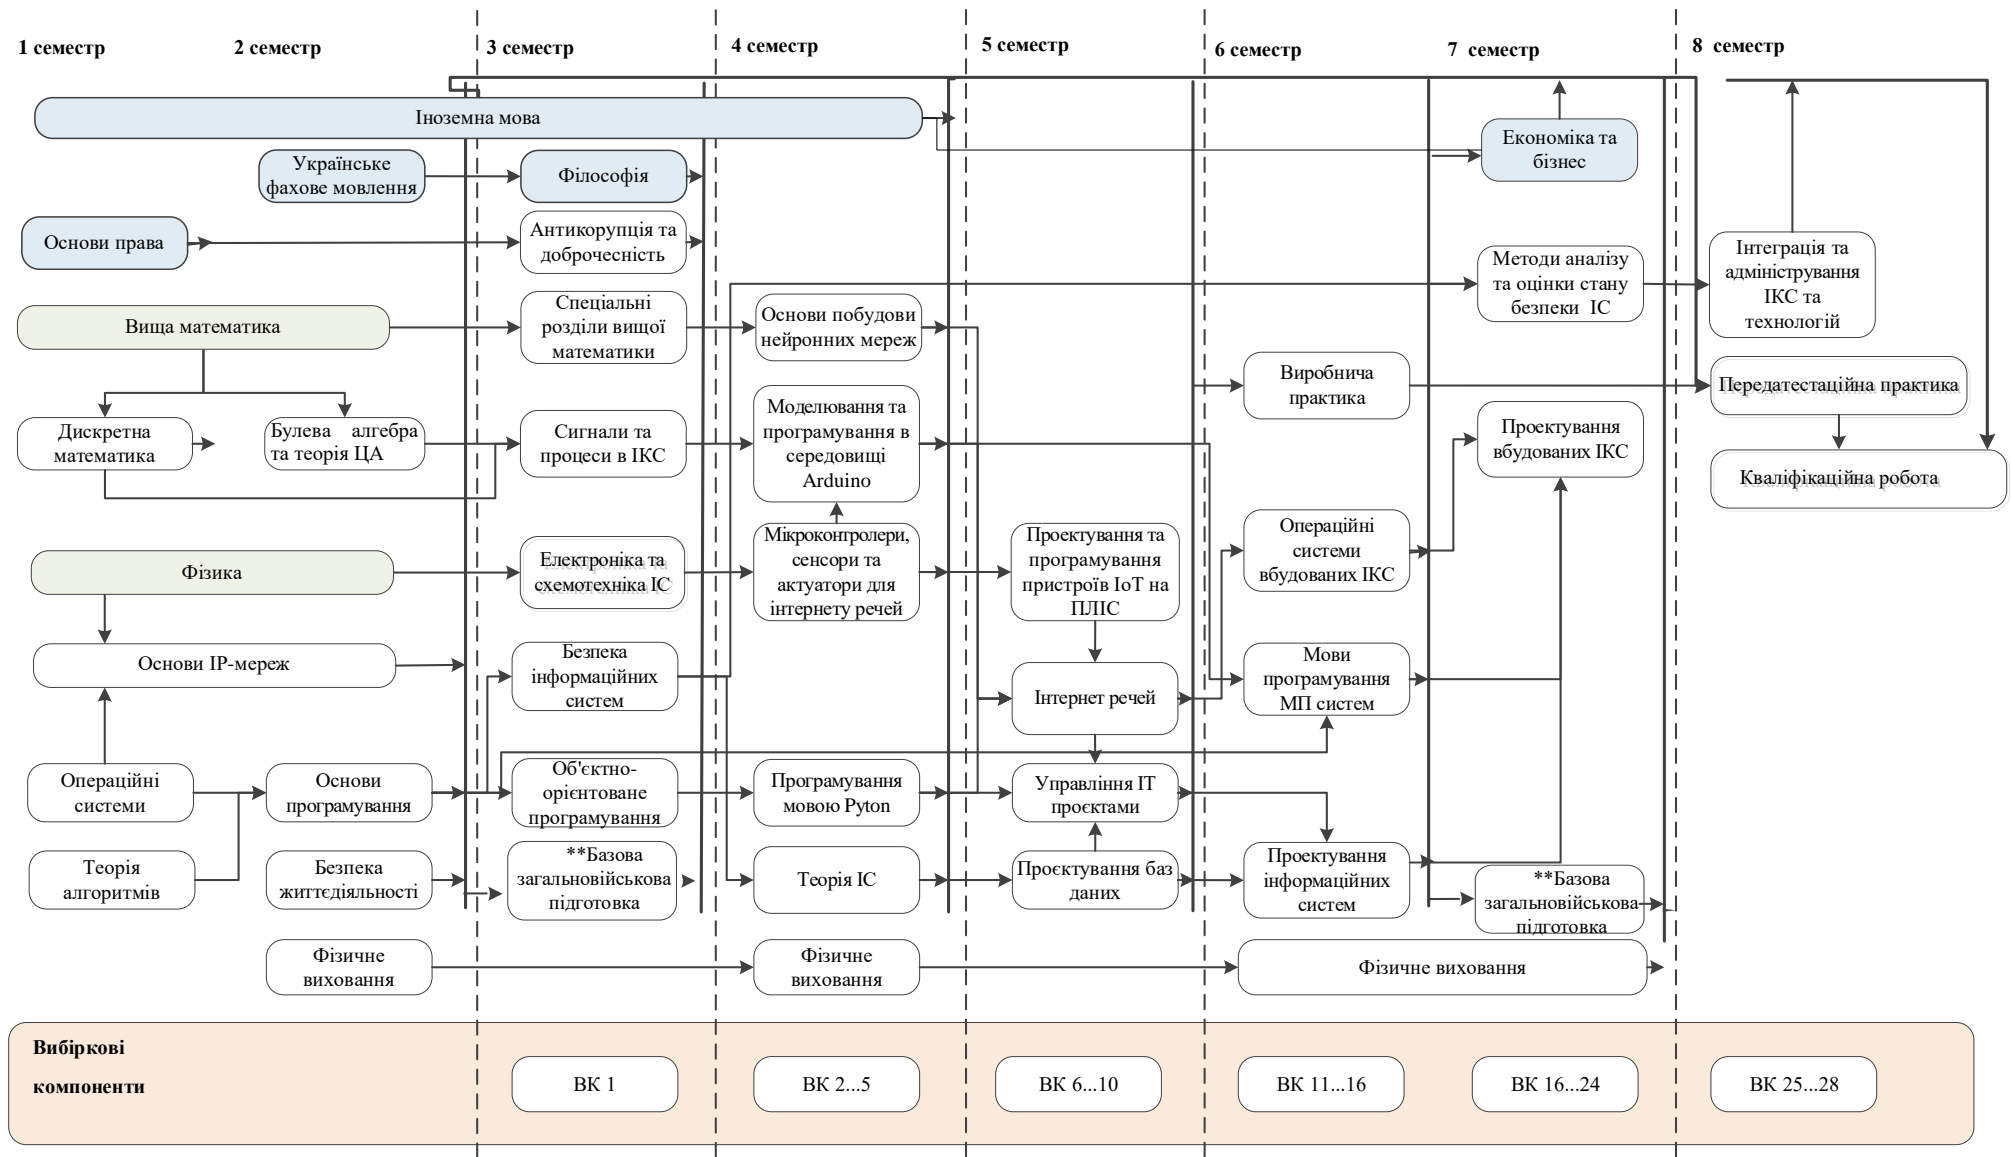 1 семестр
2 семестр
3 семестр
4 семестр
5 семестр
6 семестр
7 семестр
8 семестр
Іноземна мова
Економіка та
бізнес
Українське
фахове мовлення
Філософія
Основи права
Антикорупція та
доброчесність
Методи аналізу
та оцінки стану
безпеки ІС
Інтеграція та
адміністрування
ІКС та
технологій
Вища математика
Спеціальні
розділи вищої
математики
Основи побудови
нейронних мереж
Виробнича
практика
Передатестаційна практика
Дискретна
математика
Булева алгебра
та теорія ЦА
Сигнали та
процеси в ІКС
Моделювання та
програмування в
середовищі
Arduino
Проектування
вбудованих ІКС
Кваліфікаційна робота
Фізика
Електроніка та
схемотехніка ІС
Мікроконтролери,
сенсори та
актуатори для
інтернету речей
Проектування та
програмування
пристроїв IoT на
ПЛІС
Операційні
системи
вбудованих ІКС
Основи IP-мереж
Безпека
інформаційних
систем
Інтернет речей
Мови
програмування
МП систем
Операційні
системи
Основи
програмування
Об'єктно-
орієнтоване
програмування
Програмування
мовою Pyton
Управління ІТ
проєктами
Теорія
алгоритмів
Безпека
життєдіяльності
**Базова
загальновійськова
підготовка
Теорія ІС
Проєктування баз
даних
Проектування
інформаційних
систем
**Базова
загальновійськова
підготовка
Фізичне
виховання
Фізичне
виховання
Фізичне виховання
Вибіркові
компоненти
ВК 1
ВК 2...5
ВК 6...10
ВК 11...16
ВК 16...24
ВК 25...28